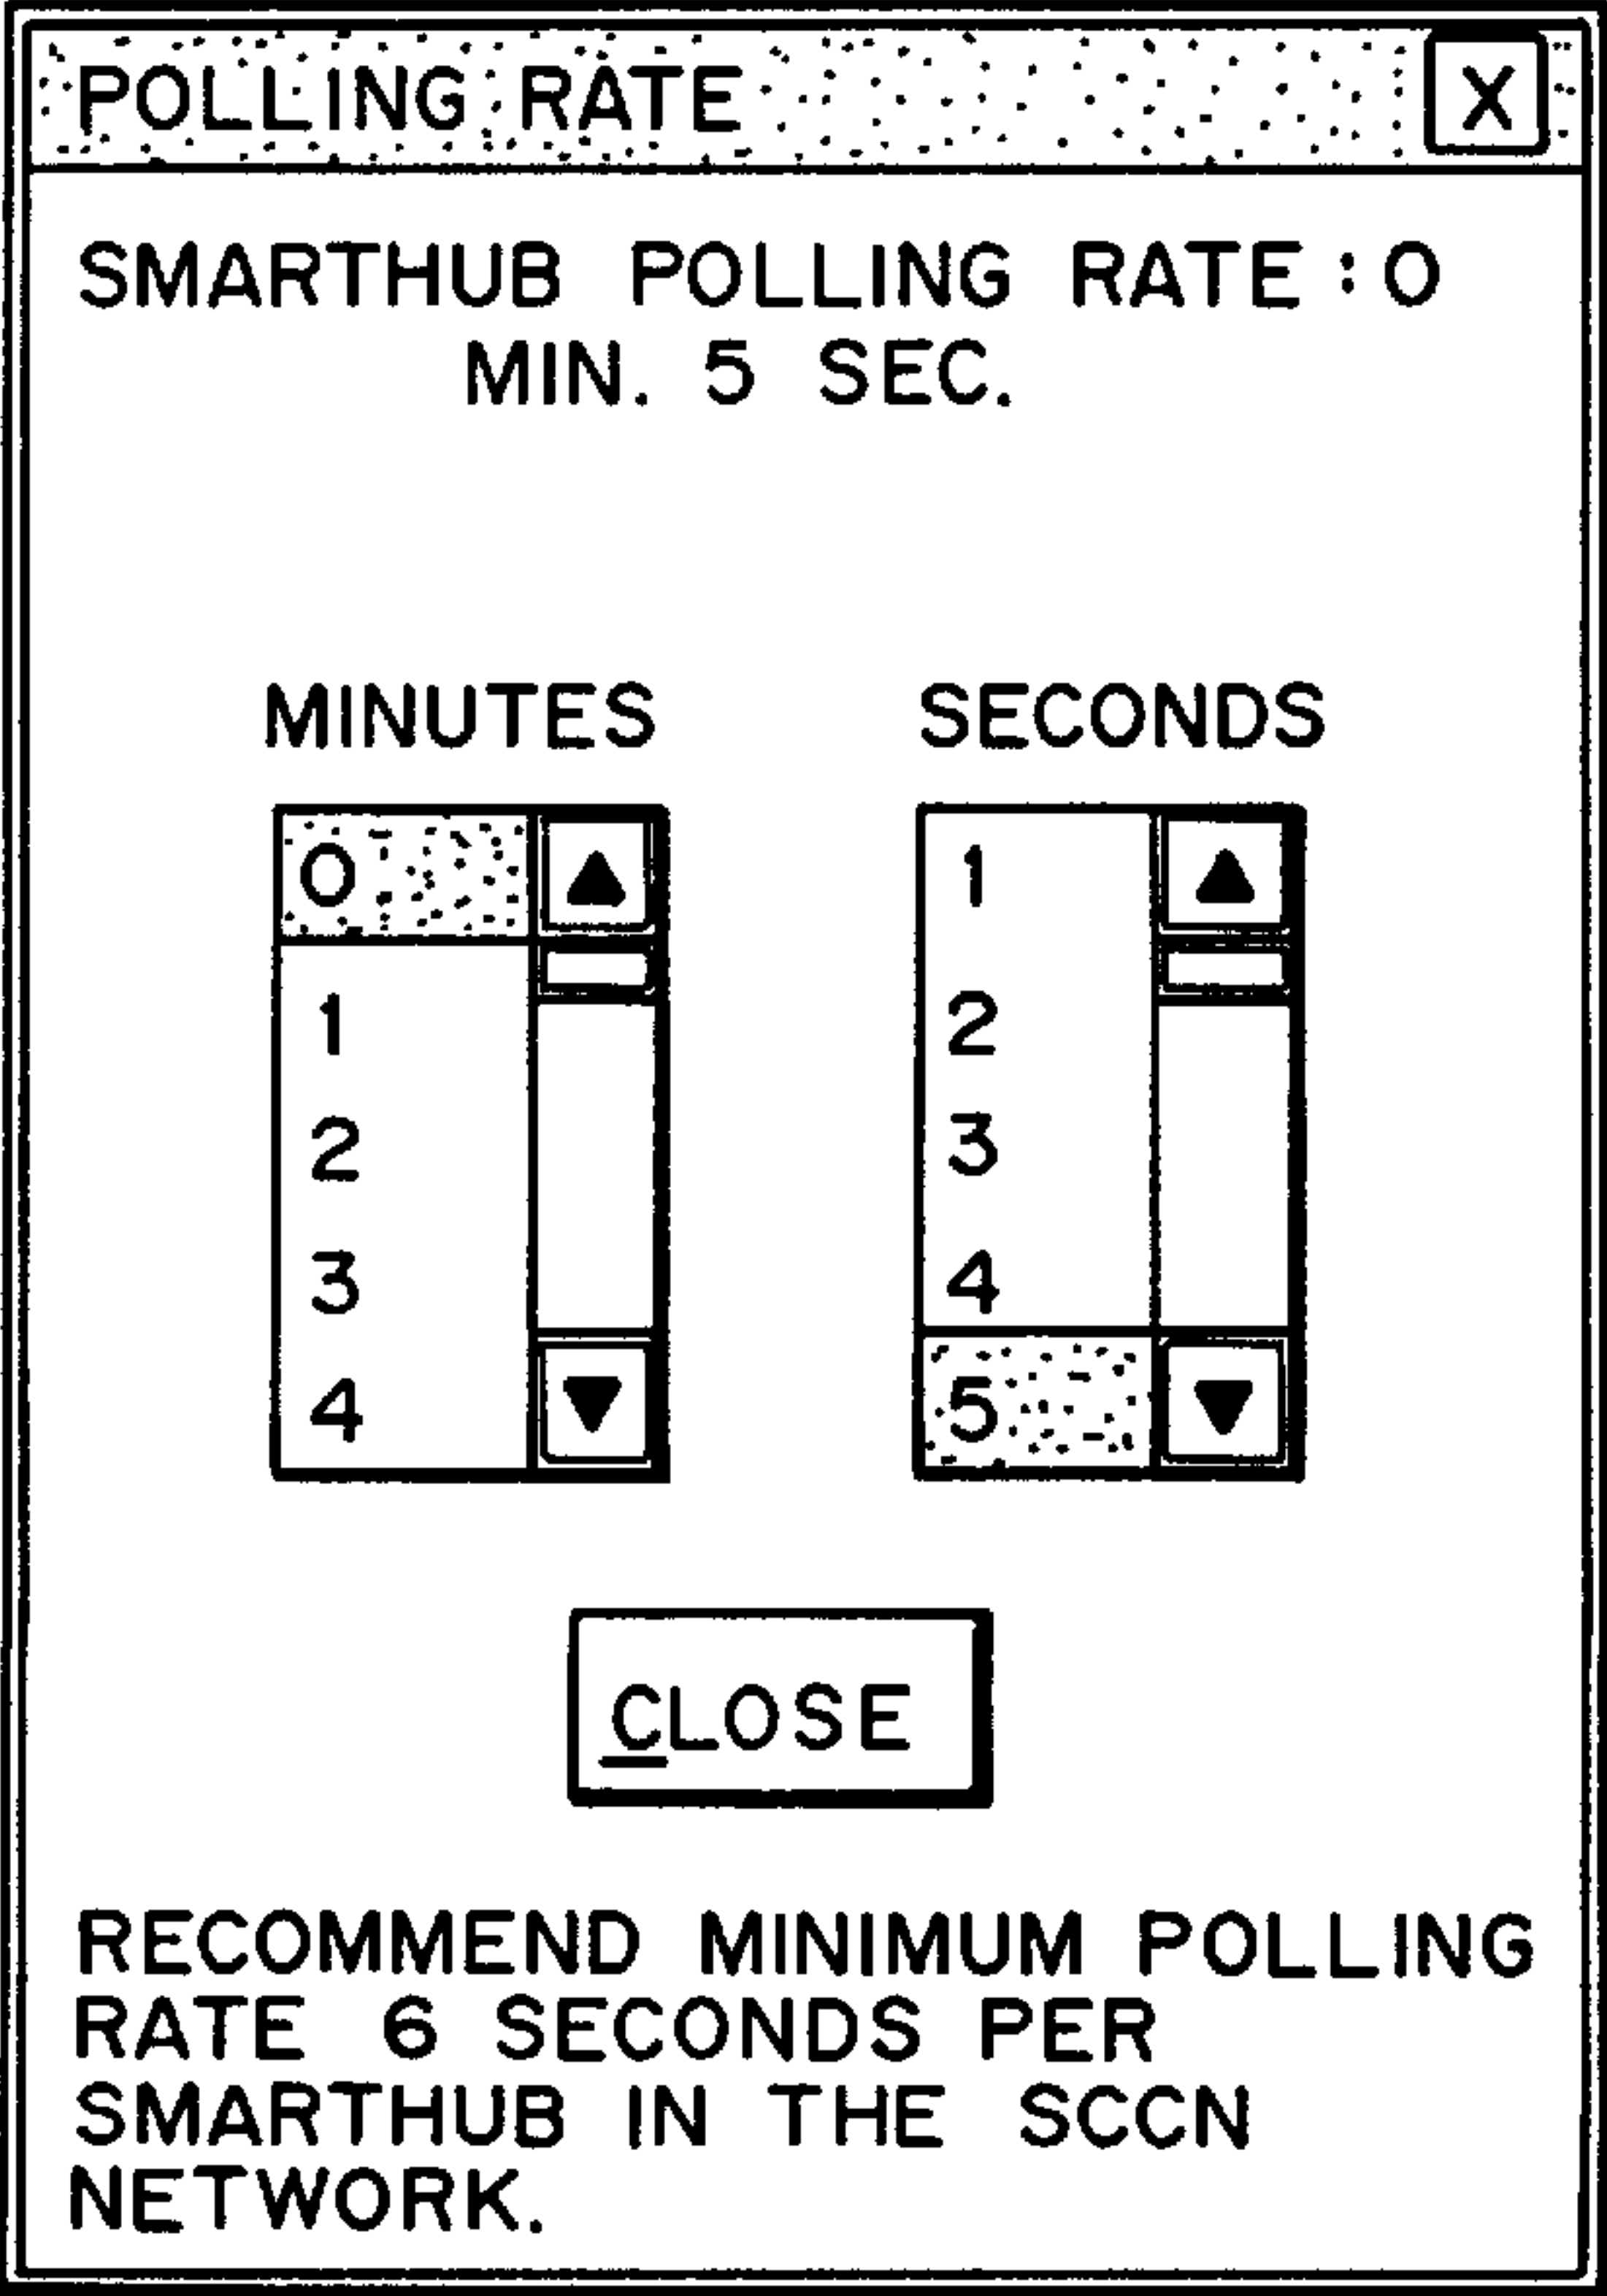 POLLING RATE X
SMARTHUB POLLING RATE:0
MIN. 5 SEC.
MINUTES SECONDS
0 1
1 2
2 3
3 4
4 5
CLOSE
RECOMMEND MINIMUM POLLING
RATE 6 SECONDS PER
SMARTHUB IN THE SCCN
NETWORK.